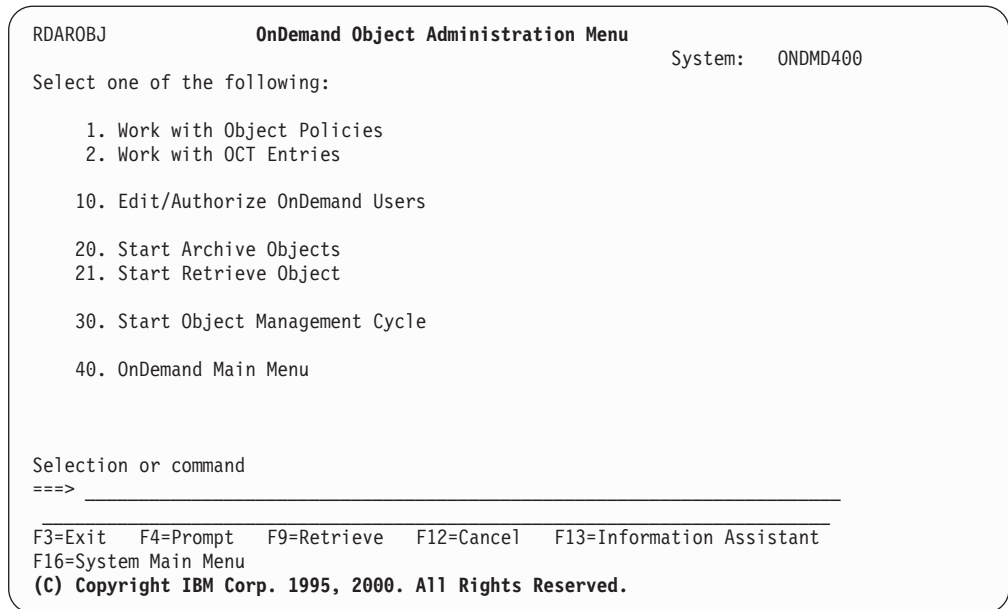 RDAROBJ OnDemand Object Administration Menu
System: ONDMD400
Select one of the following:
1. Work with Object Policies
2. Work with OCT Entries
10. Edit/Authorize OnDemand Users
20. Start Archive Objects
21. Start Retrieve Object
30. Start Object Management Cycle
40. OnDemand Main Menu
Selection or command
===>
F3=Exit F4=Prompt F9=Retrieve F12=Cancel F13=Information Assistant
F16=System Main Menu
(C) Copyright IBM Corp. 1995, 2000. All Rights Reserved.